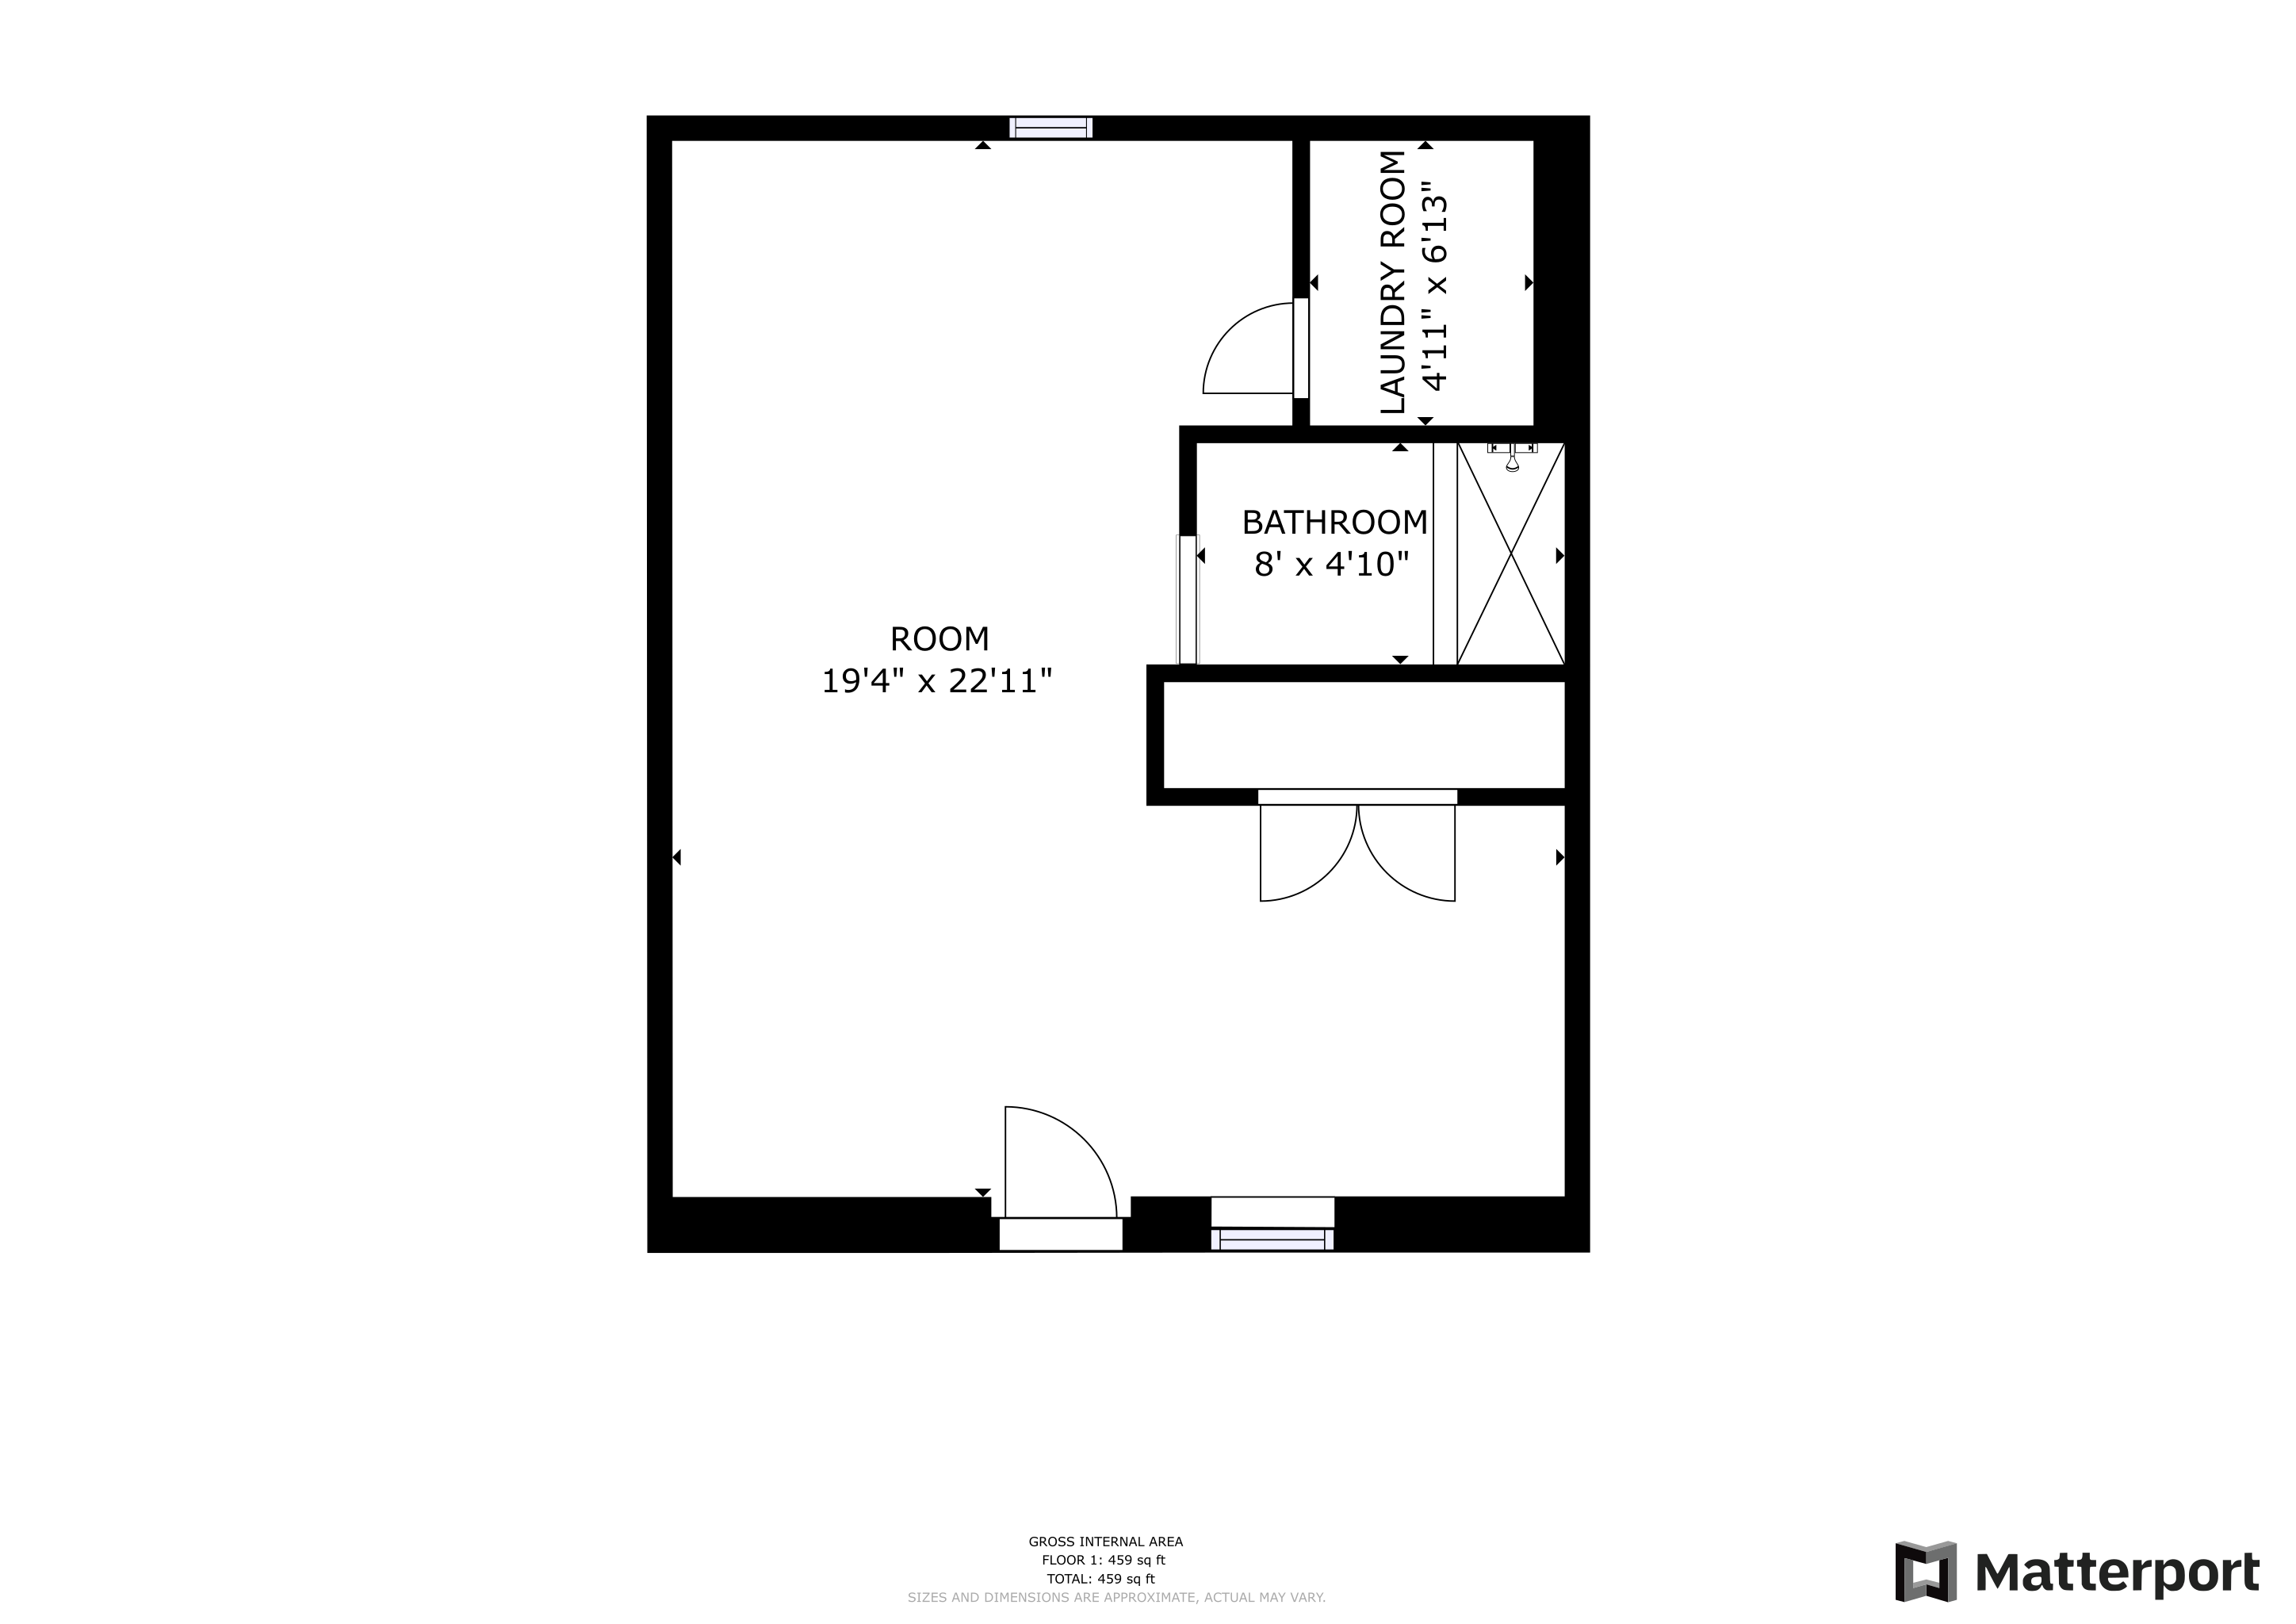 LAUNDRY ROOM
4'11" x 6'13"
BATHROOM
8' x 4'10"
ROOM
19'4" x 22'11"
GROSS INTERNAL AREA
FLOOR 1: 459 sq ft
TOTAL: 459 sq ft
SIZES AND DIMENSIONS ARE APPROXIMATE, ACTUAL MAY VARY.
Matterport